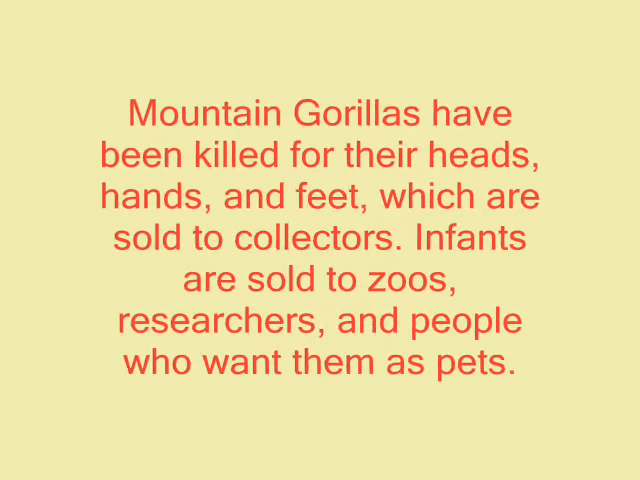 Mountain Gorillas have
been killed for their heads,
hands, and feet, which are
sold to collectors. Infants
are sold to zoos,
researchers, and people
who want them as pets.